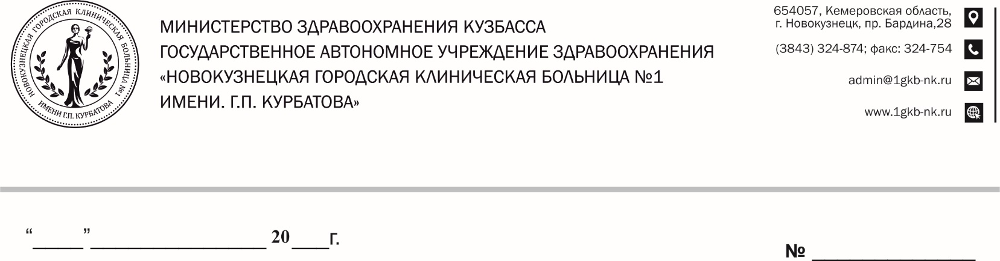 НОВОКУЗНЕЦКАЯ ГОРОДСКАЯ КЛИНИЧЕСКАЯ БОЛЬНИЦА №1
ИМЕНИ Г.П. КУРБАТОВА
МИНИСТЕРСТВО ЗДРАВООХРАНЕНИЯ КУЗБАССА
ГОСУДАРСТВЕННОЕ АВТОНОМНОЕ УЧРЕЖДЕНИЕ ЗДРАВООХРАНЕНИЯ
«НОВОКУЗНЕЦКАЯ ГОРОДСКАЯ КЛИНИЧЕСКАЯ БОЛЬНИЦА №1
ИМЕНИ. Г.П. КУРБАТОВА»
654057, Кемеровская область,
г. Новокузнецк, пр. Бардина,28
(3843) 324-874; факс: 324-754
admin@1gkb-nk.ru
www.1gkb-nk.ru
“_____”__________________ 20____г.
№ _________________